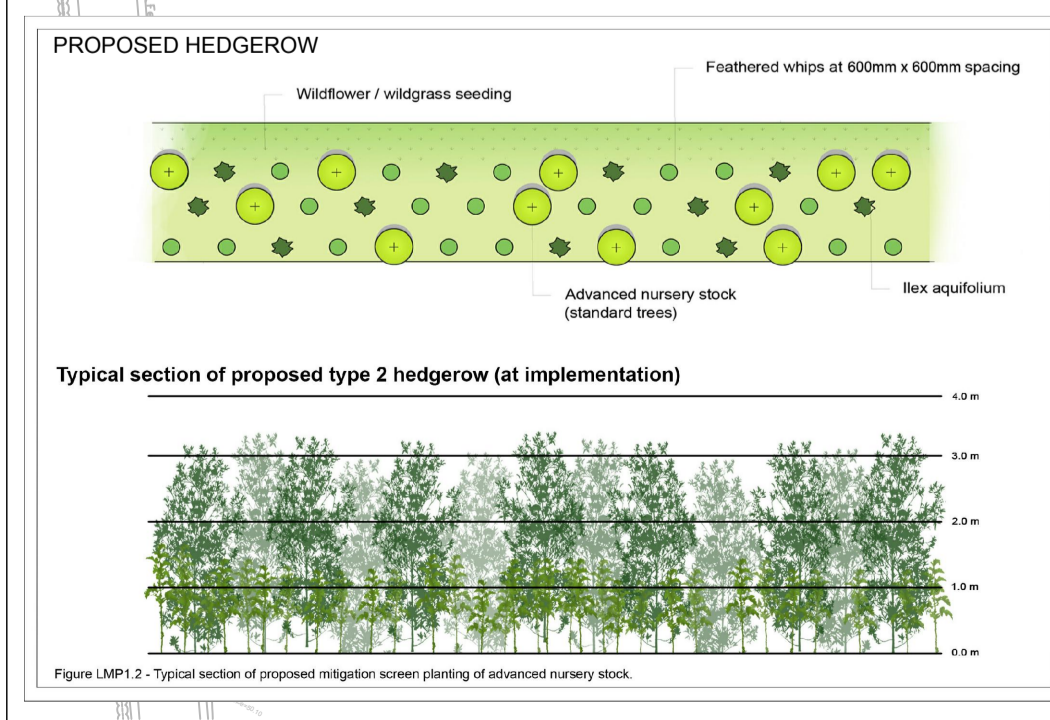 PROPOSED HEDGEROW
Feathered whips at 600mm x 600mm spacing
Wildflower / wildgrass seeding
Advanced nursery stock
(standard trees)
Ilex aquifolium
Typical section of proposed type 2 hedgerow (at implementation)
4.0 m
3.0 m
2.0 m
1.0 m
0.0 m
Figure LMP1.2 - Typical section of proposed mitigation screen planting of advanced nursery stock.